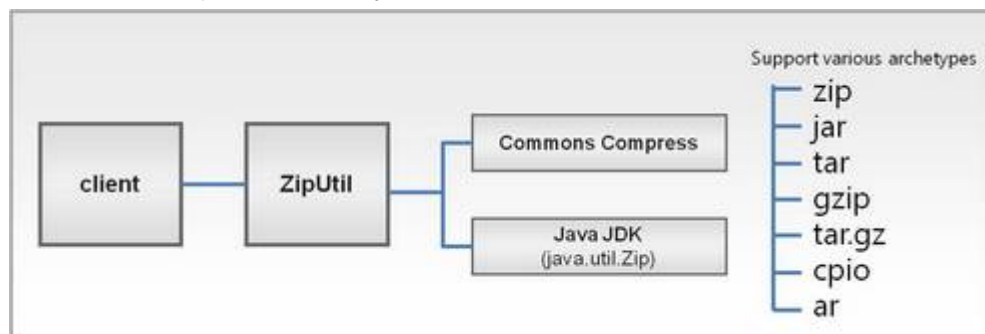 client
ZipUtil
Commons Compress
Java JDK
(java.util.Zip)
Support various archetypes
zip
jar
tar
gzip
tar.gz
cpio
ar